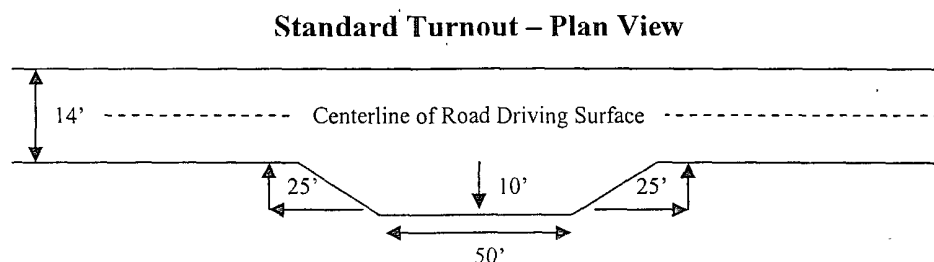 Standard Turnout – Plan View
14'
Centerline of Road Driving Surface
25'
10'
25'
50'